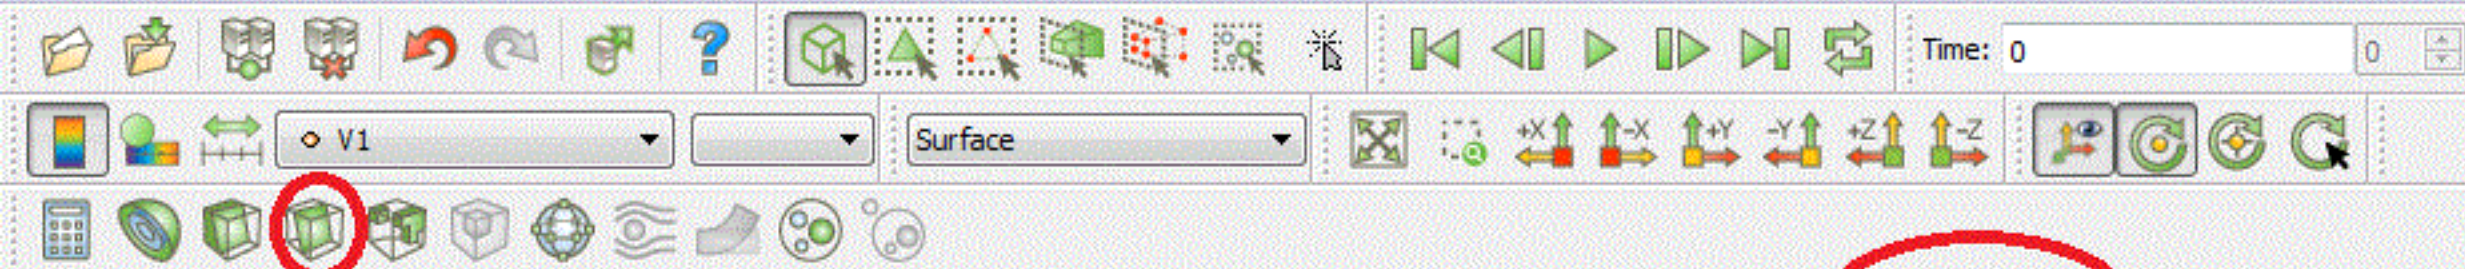 ? Time: 0 0
V1 Surface +X -X +Y -Y +Z -Z